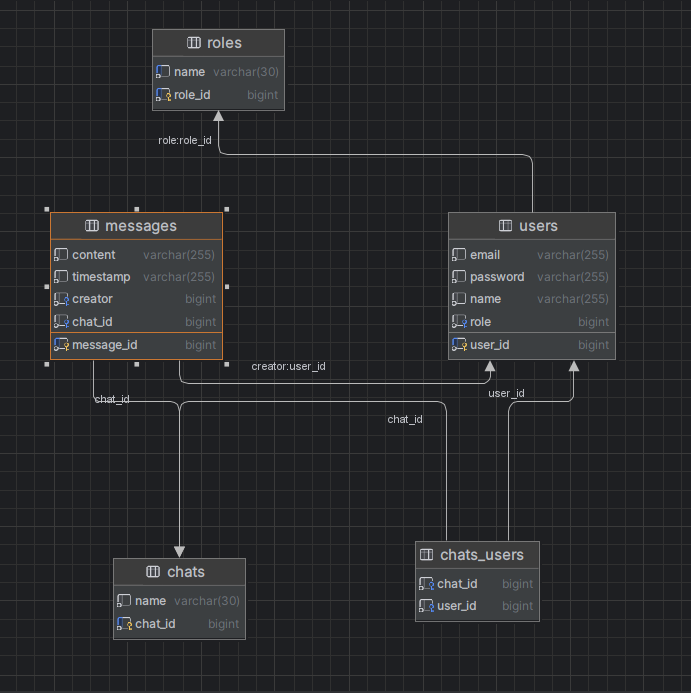 roles
name varchar(30)
role_id bigint
role:role_id
messages
content varchar(255)
timestamp varchar(255)
creator bigint
chat_id bigint
message_id bigint
users
email varchar(255)
password varchar(255)
name varchar(255)
role bigint
user_id bigint
creator:user_id
chat_id
user_id
chat_id
chats
name varchar(30)
chat_id bigint
chats_users
chat_id bigint
user_id bigint